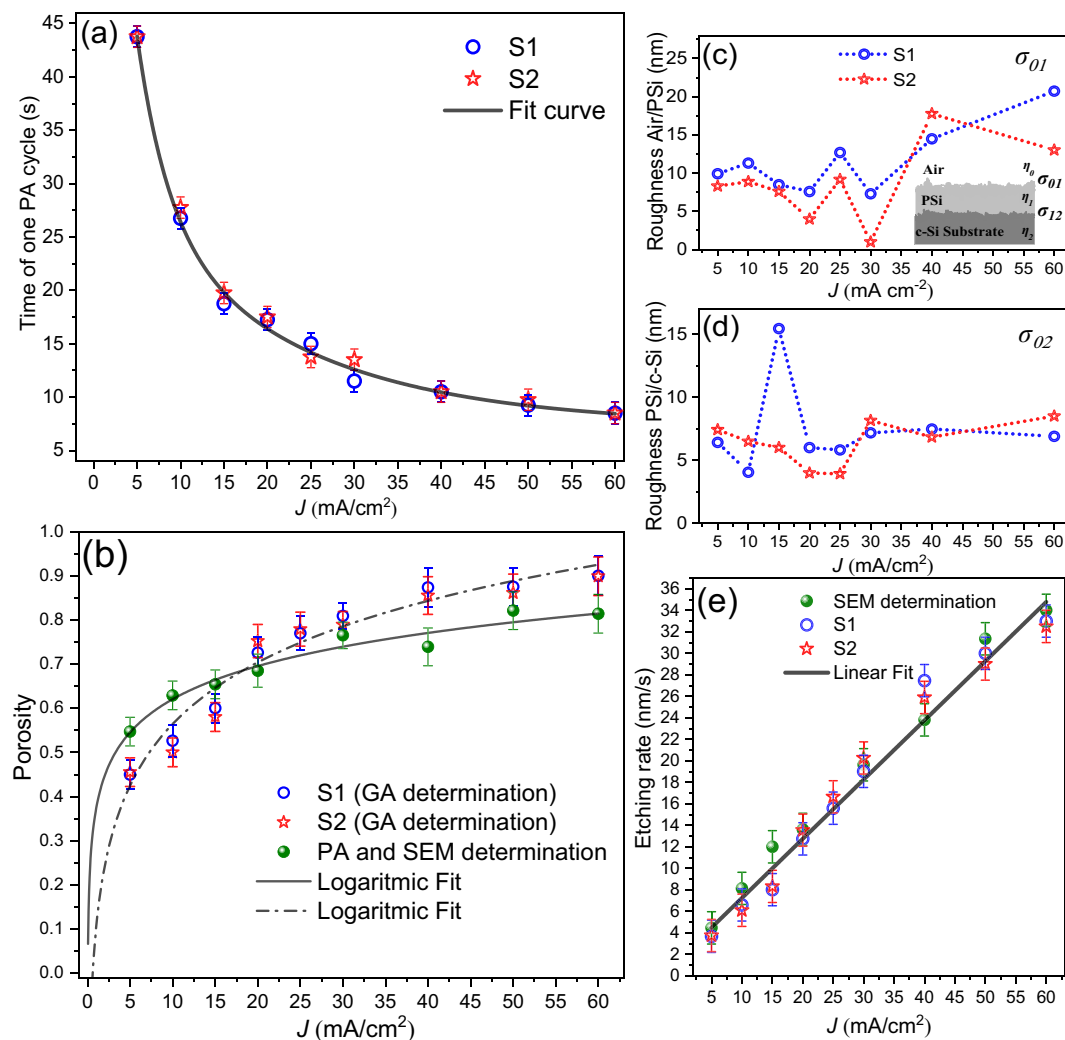 (a)
S1
S2
Fit curve
Time of one PA cycle (s)
45
40
35
30
25
20
15
10
5
0 5 10 15 20 25 30 35 40 45 50 55 60
J (mA/cm²)
(b)
S1 (GA determination)
S2 (GA determination)
PA and SEM determination
Logaritmic Fit
Logaritmic Fit
Porosity
1.0
0.9
0.8
0.7
0.6
0.5
0.4
0.3
0.2
0.1
0.0
0 5 10 15 20 25 30 35 40 45 50 55 60
J (mA/cm²)
(c)
S1
S2
σ01
Roughness Air/PSi (nm)
25
20
15
10
5
0
Air
PSi
c-Si Substrate
η0
σ01
η1
σ12
η2
5 10 15 20 25 30 35 40 45 50 55 60
J (mA cm⁻²)
(d)
σ02
Roughness PSi/c-Si (nm)
15
10
5
0
5 10 15 20 25 30 35 40 45 50 55 60
J (mA/cm²)
(e)
SEM determination
S1
S2
Linear Fit
Etching rate (nm/s)
36
34
32
30
28
26
24
22
20
18
16
14
12
10
8
6
4
2
0
5 10 15 20 25 30 35 40 45 50 55 60
J (mA/cm²)